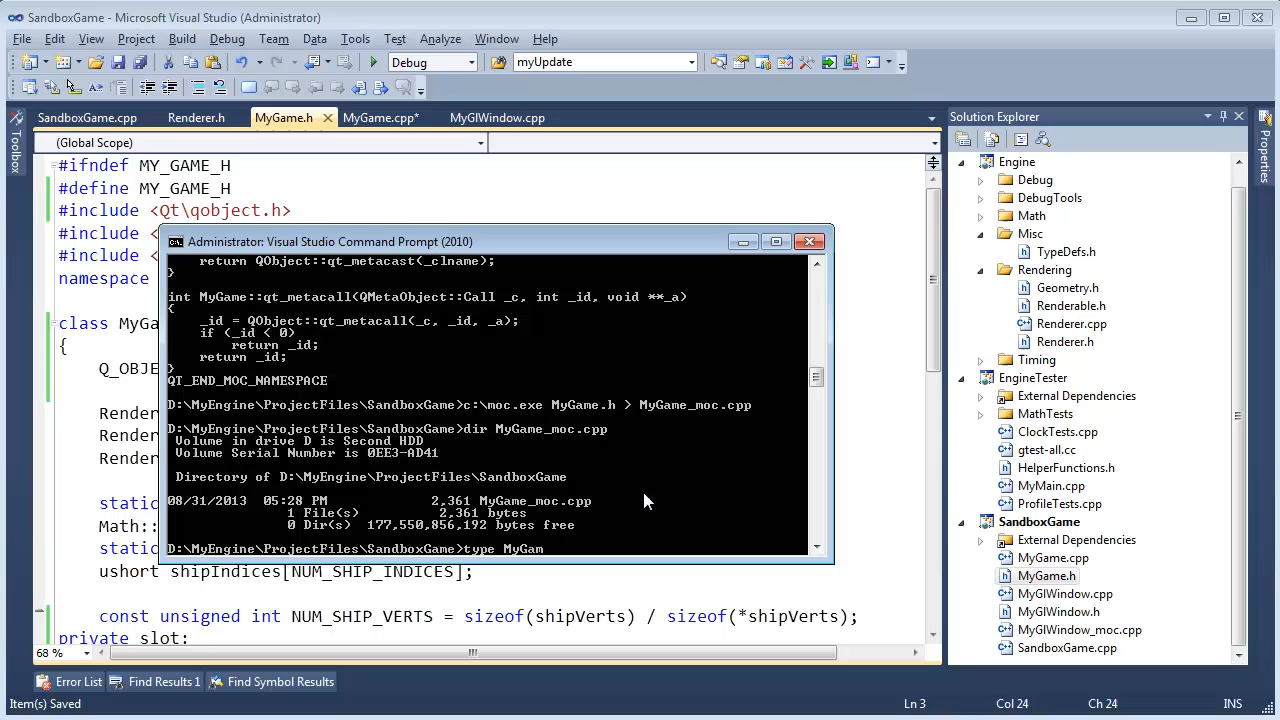 SandboxGame - Microsoft Visual Studio (Administrator)
File Edit View Project Build Debug Team Data Tools Test Analyze Window Help
Debug myUpdate
SandboxGame.cpp Renderer.h MyGame.h MyGame.cpp* MyGlWindow.cpp
(Global Scope)
#ifndef MY_GAME_H
#define MY_GAME_H
#include <Qt\qobject.h>
#include <
#include <
namespace
class MyGa
{
Q_OBJE
Render
Render
Render
static
Math::
static
ushort shipIndices[NUM_SHIP_INDICES];
const unsigned int NUM_SHIP_VERTS = sizeof(shipVerts) / sizeof(*shipVerts);
private slot:
68 %
Administrator: Visual Studio Command Prompt (2010)
return QObject::qt_metacast(_clname);
}
int MyGame::qt_metacall(QMetaObject::Call _c, int _id, void **_a)
{
_id = QObject::qt_metacall(_c, _id, _a);
if (_id < 0)
return _id;
return _id;
}
QT_END_MOC_NAMESPACE
D:\MyEngine\ProjectFiles\SandboxGame>c:\moc.exe MyGame.h > MyGame_moc.cpp
D:\MyEngine\ProjectFiles\SandboxGame>dir MyGame_moc.cpp
Volume in drive D is Second HDD
Volume Serial Number is 0EE3-AD41
Directory of D:\MyEngine\ProjectFiles\SandboxGame
08/31/2013 05:28 PM 2,361 MyGame_moc.cpp
1 File(s) 2,361 bytes
0 Dir(s) 177,550,856,192 bytes free
D:\MyEngine\ProjectFiles\SandboxGame>type MyGam
Toolbox
Solution Explorer
Engine
Debug
DebugTools
Math
Misc
TypeDefs.h
Rendering
Geometry.h
Renderable.h
Renderer.cpp
Renderer.h
Timing
EngineTester
External Dependencies
MathTests
ClockTests.cpp
gtest-all.cc
HelperFunctions.h
MyMain.cpp
ProfileTests.cpp
SandboxGame
External Dependencies
MyGame.cpp
MyGame.h
MyGlWindow.cpp
MyGlWindow.h
MyGlWindow_moc.cpp
SandboxGame.cpp
Properties
Error List Find Results 1 Find Symbol Results
Item(s) Saved Ln 3 Col 24 Ch 24 INS